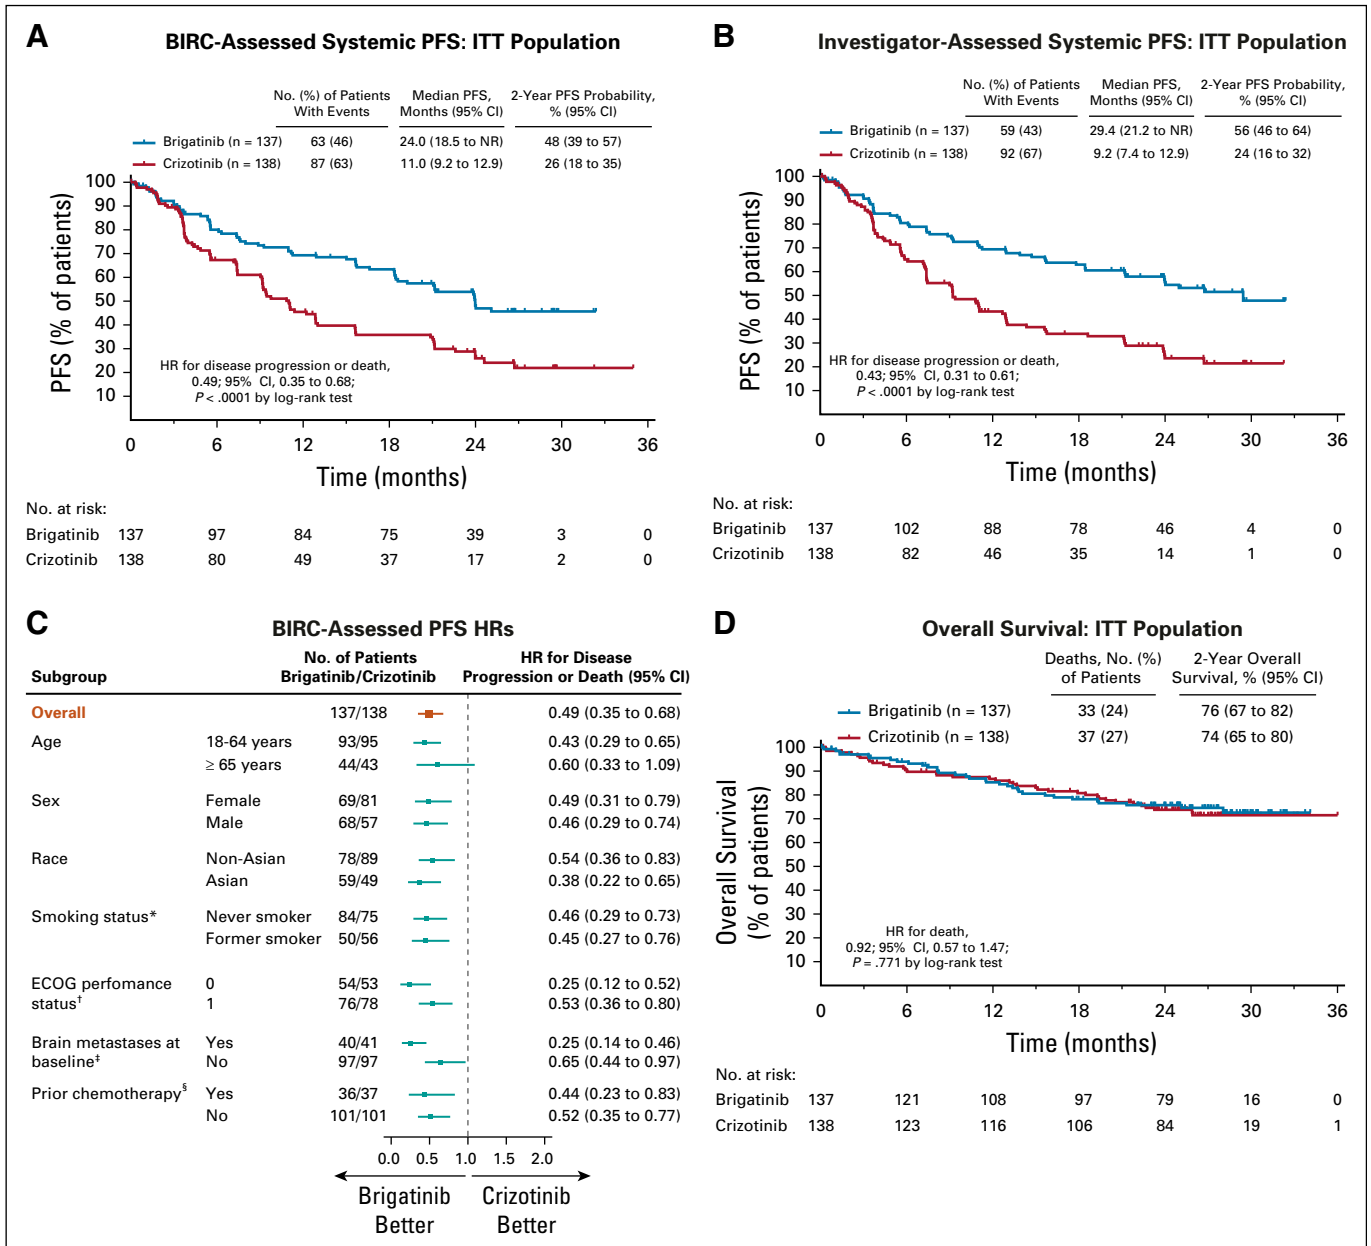 A
BIRC-Assessed Systemic PFS: ITT Population
No. (%) of Patients With Events
Median PFS, Months (95% CI)
2-Year PFS Probability, % (95% CI)
Brigatinib (n = 137) 63 (46) 24.0 (18.5 to NR) 48 (39 to 57)
Crizotinib (n = 138) 87 (63) 11.0 (9.2 to 12.9) 26 (18 to 35)
PFS (% of patients)
100
90
80
70
60
50
40
30
20
10
HR for disease progression or death,
0.49; 95% CI, 0.35 to 0.68;
P < .0001 by log-rank test
0 6 12 18 24 30 36
Time (months)
No. at risk:
Brigatinib 137 97 84 75 39 3 0
Crizotinib 138 80 49 37 17 2 0
B
Investigator-Assessed Systemic PFS: ITT Population
No. (%) of Patients With Events
Median PFS, Months (95% CI)
2-Year PFS Probability, % (95% CI)
Brigatinib (n = 137) 59 (43) 29.4 (21.2 to NR) 56 (46 to 64)
Crizotinib (n = 138) 92 (67) 9.2 (7.4 to 12.9) 24 (16 to 32)
PFS (% of patients)
100
90
80
70
60
50
40
30
20
10
HR for disease progression or death,
0.43; 95% CI, 0.31 to 0.61;
P < .0001 by log-rank test
0 6 12 18 24 30 36
Time (months)
No. at risk:
Brigatinib 137 102 88 78 46 4 0
Crizotinib 138 82 46 35 14 1 0
C
BIRC-Assessed PFS HRs
Subgroup
No. of Patients
Brigatinib/Crizotinib
HR for Disease
Progression or Death (95% CI)
Overall 137/138 0.49 (0.35 to 0.68)
Age 18-64 years 93/95 0.43 (0.29 to 0.65)
≥ 65 years 44/43 0.60 (0.33 to 1.09)
Sex Female 69/81 0.49 (0.31 to 0.79)
Male 68/57 0.46 (0.29 to 0.74)
Race Non-Asian 78/89 0.54 (0.36 to 0.83)
Asian 59/49 0.38 (0.22 to 0.65)
Smoking status* Never smoker 84/75 0.46 (0.29 to 0.73)
Former smoker 50/56 0.45 (0.27 to 0.76)
ECOG perfomance 0 54/53 0.25 (0.12 to 0.52)
status† 1 76/78 0.53 (0.36 to 0.80)
Brain metastases at Yes 40/41 0.25 (0.14 to 0.46)
baseline‡ No 97/97 0.65 (0.44 to 0.97)
Prior chemotherapy§ Yes 36/37 0.44 (0.23 to 0.83)
No 101/101 0.52 (0.35 to 0.77)
0.0 0.5 1.0 1.5 2.0
Brigatinib Better
Crizotinib Better
D
Overall Survival: ITT Population
Deaths, No. (%) of Patients
2-Year Overall Survival, % (95% CI)
Brigatinib (n = 137) 33 (24) 76 (67 to 82)
Crizotinib (n = 138) 37 (27) 74 (65 to 80)
Overall Survival (% of patients)
100
90
80
70
60
50
40
30
20
10
HR for death,
0.92; 95% CI, 0.57 to 1.47;
P = .771 by log-rank test
0 6 12 18 24 30 36
Time (months)
No. at risk:
Brigatinib 137 121 108 97 79 16 0
Crizotinib 138 123 116 106 84 19 1